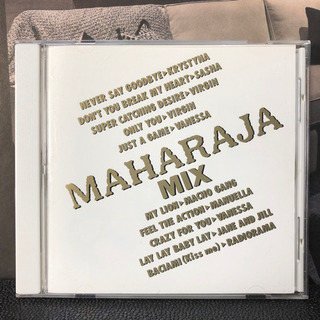 NEVER SAY GOODBYE>KRYSTYNA
DON'T YOU BREAK MY HEART>SASHA
SUPER CATCHING DESIRE>VIRGIN
ONLY YOU>VIRGIN
JUST A GAME>VANESSA
MAHARAJA
MIX
MY LION>MACHO GANG
FEEL THE ACTION>MANUELLA
CRAZY FOR YOU>VANESSA
LAY LAY BABY LAY>JANE AND JILL
BACIAMI (Kiss me)>RADIORAMA